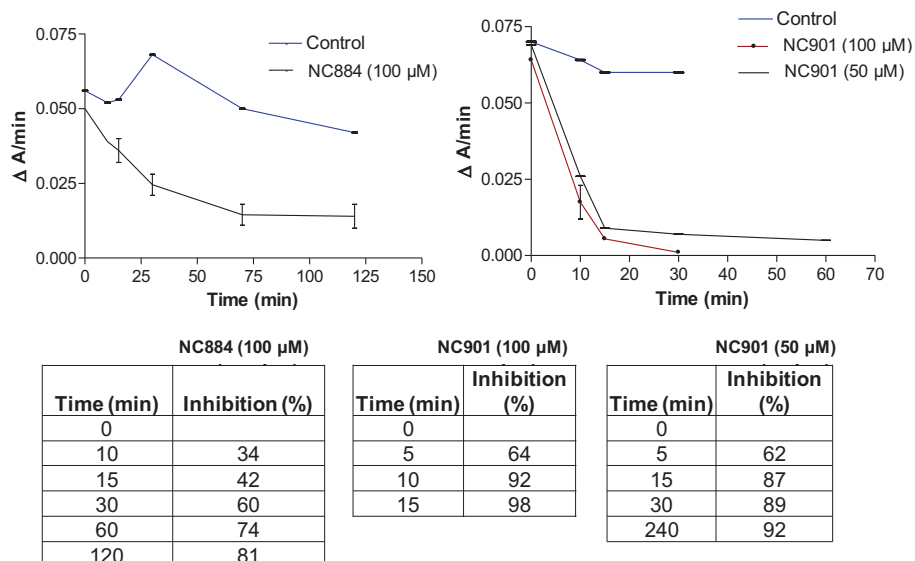 0.075
0.050
0.025
0.000
Δ A/min
Control
NC884 (100 µM)
0 25 50 75 100 125 150
Time (min)
0.075
0.050
0.025
0.000
Δ A/min
Control
NC901 (100 µM)
NC901 (50 µM)
0 10 20 30 40 50 60 70
Time (min)
NC884 (100 µM)
Time (min) Inhibition (%)
0
10 34
15 42
30 60
60 74
120 81
NC901 (100 µM)
Inhibition
Time (min) (%)
0
5 64
10 92
15 98
NC901 (50 µM)
Inhibition
Time (min) (%)
0
5 62
15 87
30 89
240 92